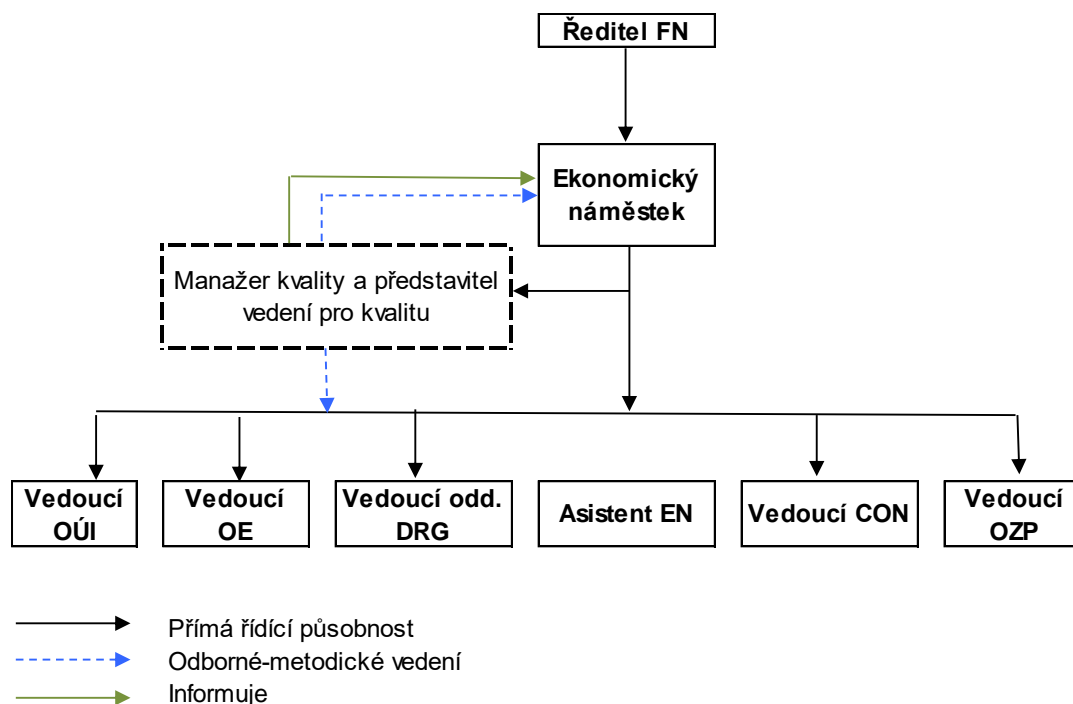 Ředitel FN
Ekonomický
náměstek
Manažer kvality a představitel
vedení pro kvalitu
Vedoucí
OÚI
Vedoucí
OE
Vedoucí odd.
DRG
Asistent EN
Vedoucí CON
Vedoucí
OZP
Přímá řídící působnost
Odborné-metodické vedení
Informuje